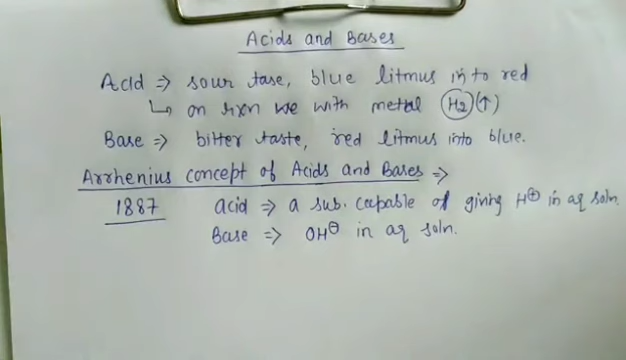 Acids and Bases
Acid => sour tase, blue litmus into red
↳ on rxn we with metal H2(↑)
Base => bitter taste, red litmus into blue.
Arrhenius concept of Acids and Bases =>
1887 acid => a sub. capable of giving H⊕ in aq soln.
Base => OH⊖ in aq soln.